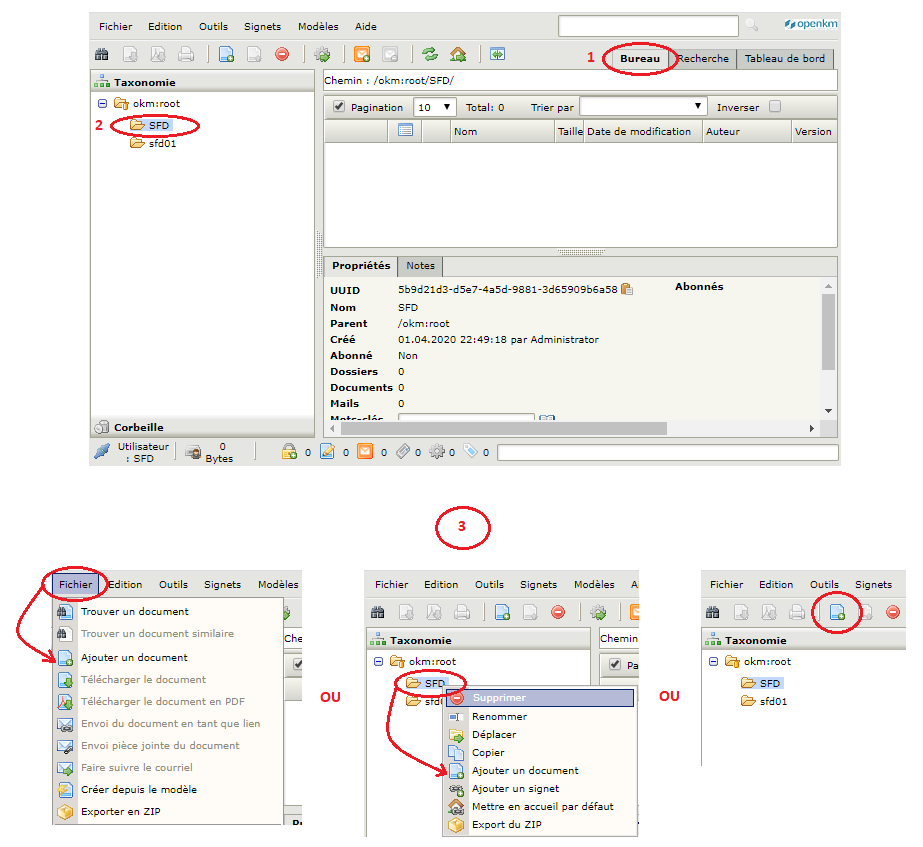 Fichier Edition Outils Signets Modèles Aide
openkm
1 Bureau Recherche Tableau de bord
Taxonomie
Chemin : /okm:root/SFD/
okm:root
Pagination 10 Total: 0 Trier par Inverser
2 SFD
Nom Taille Date de modification Auteur Version
sfd01
Propriétés Notes
UUID 5b9d21d3-d5e7-4a5d-9881-3d65909b6a58 Abonnés
Nom SFD
Parent /okm:root
Créé 01.04.2020 22:49:18 par Administrator
Abonné Non
Dossiers 0
Documents 0
Mails 0
Mots-clés
Corbeille
Utilisateur : SFD
0 Bytes
0 0 0 0 0 0
3
Fichier Edition Outils Signets Modèles
Trouver un document
Trouver un document similaire
Che
Ajouter un document
Télécharger le document
Télécharger le document en PDF
Envoi du document en tant que lien
Envoi pièce jointe du document
Faire suivre le courriel
Créer depuis le modèle
Exporter en ZIP
OU
Fichier Edition Outils Signets Modèles
Taxonomie
Chemin
okm:root
Pa
SFD
Supprimer
Renommer
Déplacer
Copier
Ajouter un document
Ajouter un signet
Mettre en accueil par défaut
Export du ZIP
OU
Fichier Edition Outils Signets
Taxonomie
okm:root
SFD
sfd01